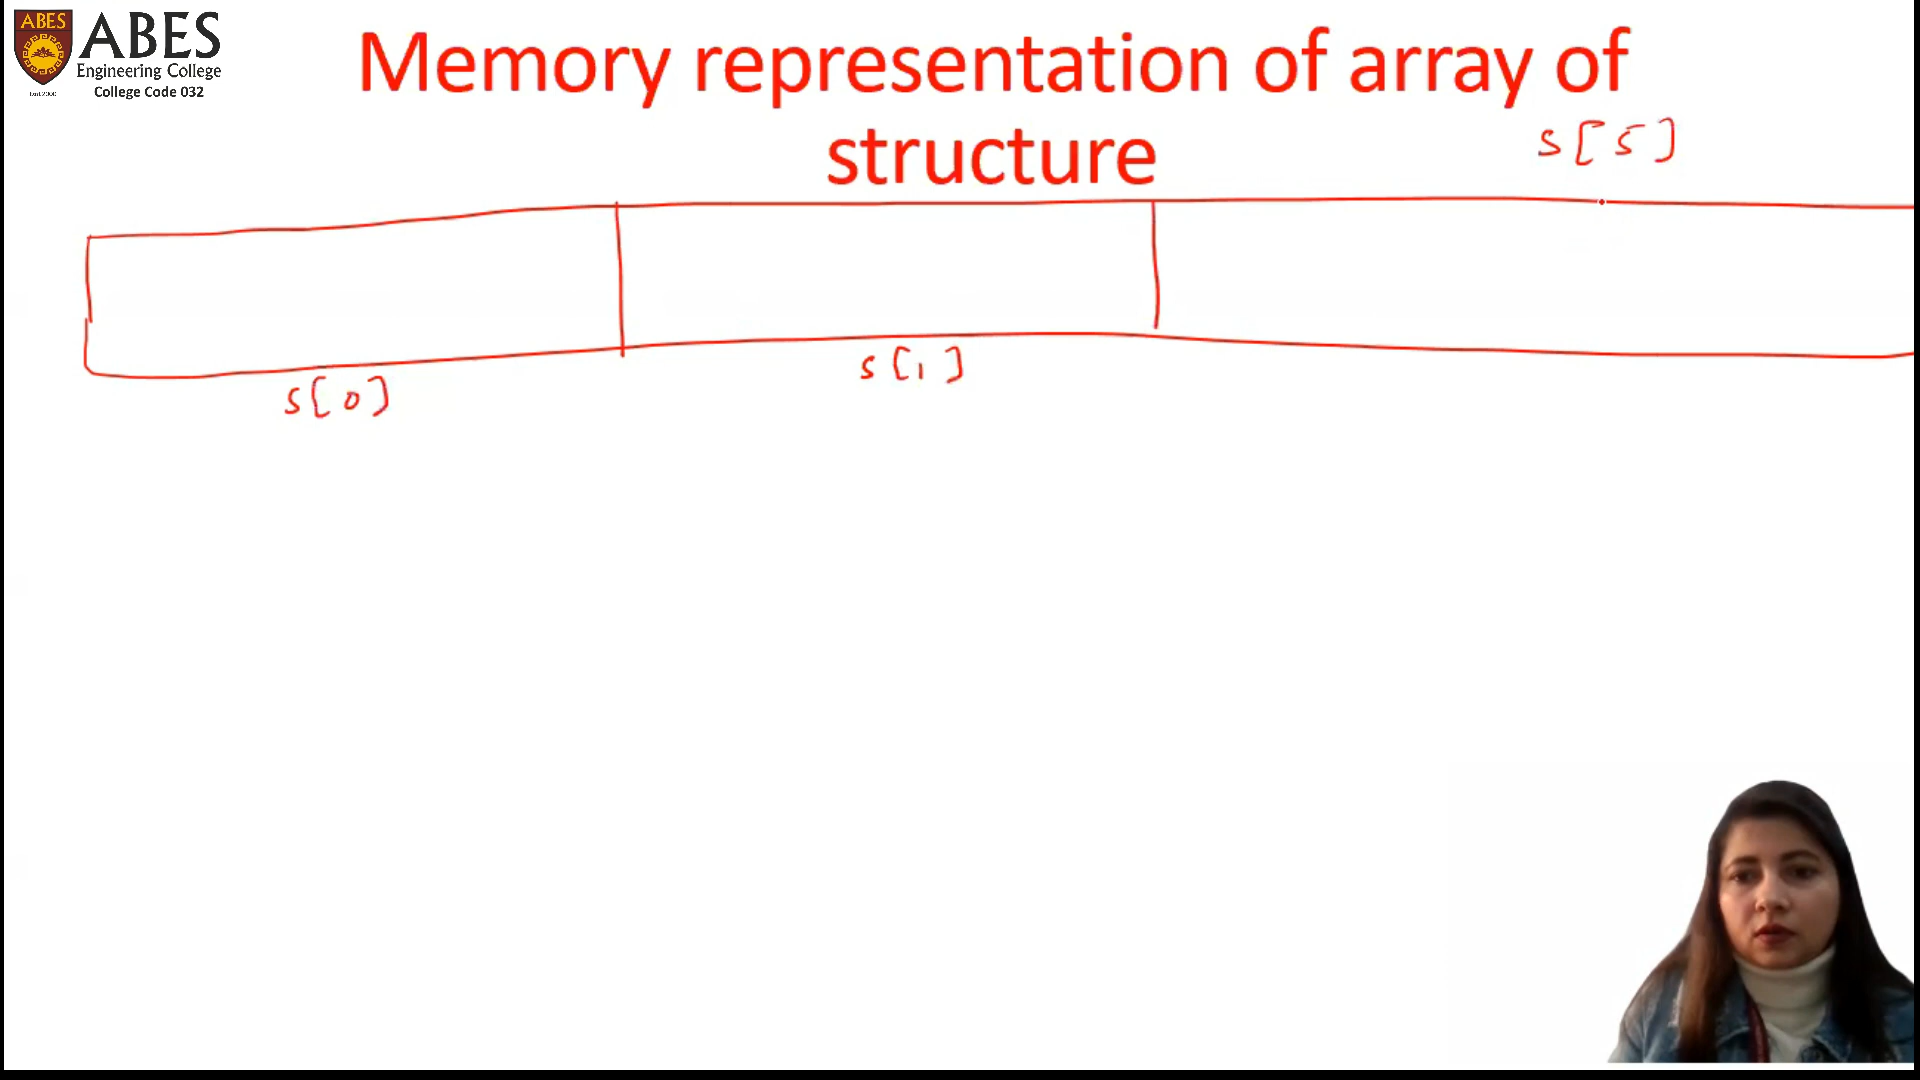 ABES
ABES
Engineering College
College Code 032
Memory representation of array of
structure
s[5]
s[0]
s[1]